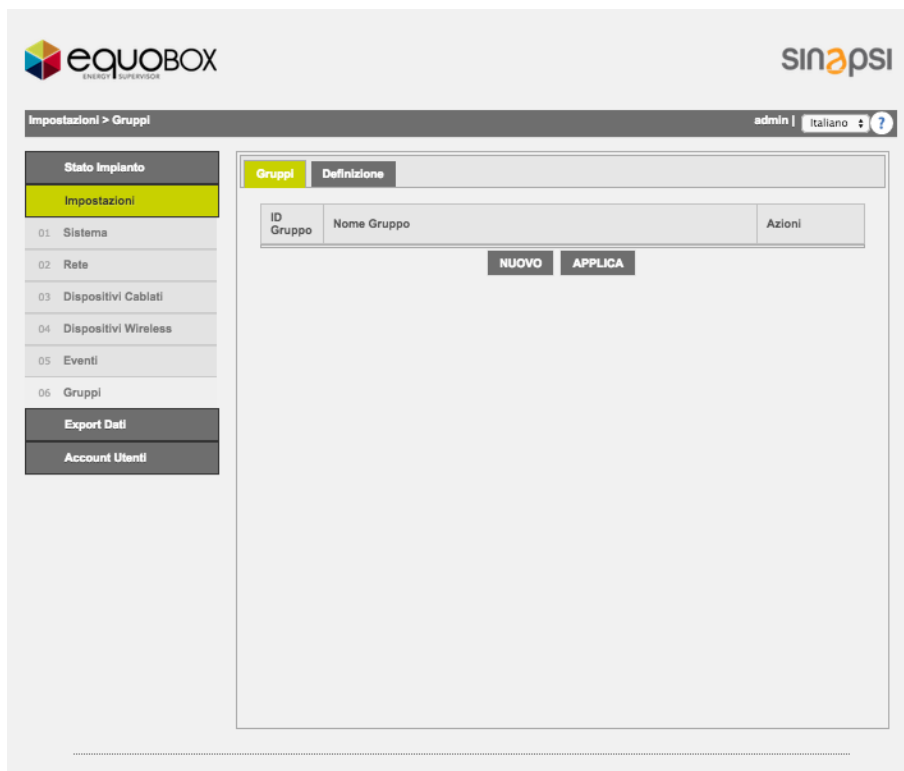 equobox
ENERGY SUPERVISOR
sinapsi
Impostazioni > Gruppi
admin |
Italiano
?
Stato Impianto
Impostazioni
01 Sistema
02 Rete
03 Dispositivi Cablati
04 Dispositivi Wireless
05 Eventi
06 Gruppi
Export Dati
Account Utenti
Gruppi
Definizione
ID Gruppo
Nome Gruppo
Azioni
NUOVO
APPLICA